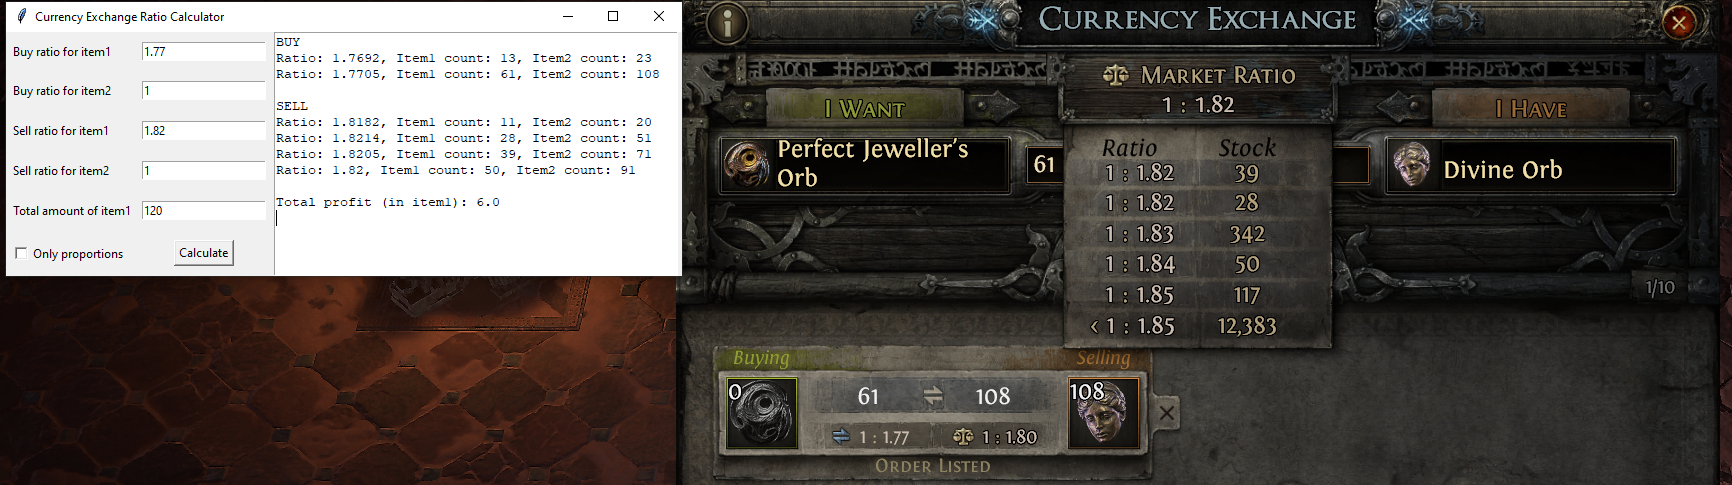 Currency Exchange Ratio Calculator
Buy ratio for item1 1.77
Buy ratio for item2 1
Sell ratio for item1 1.82
Sell ratio for item2 1
Total amount of item1 120
Only proportions Calculate
BUY
Ratio: 1.7692, Item1 count: 13, Item2 count: 23
Ratio: 1.7705, Item1 count: 61, Item2 count: 108
SELL
Ratio: 1.8182, Item1 count: 11, Item2 count: 20
Ratio: 1.8214, Item1 count: 28, Item2 count: 51
Ratio: 1.8205, Item1 count: 39, Item2 count: 71
Ratio: 1.82, Item1 count: 50, Item2 count: 91
Total profit (in item1): 6.0
i
CURRENCY EXCHANGE
MARKET RATIO
1 : 1.82
I WANT
I HAVE
Perfect Jeweller's
Orb
61
Divine Orb
Ratio Stock
1 : 1.82 39
1 : 1.82 28
1 : 1.83 342
1 : 1.84 50
1 : 1.85 117
< 1 : 1.85 12,383
1/10
Buying Selling
0 61 108 108
1 : 1.77 1 : 1.80
ORDER LISTED